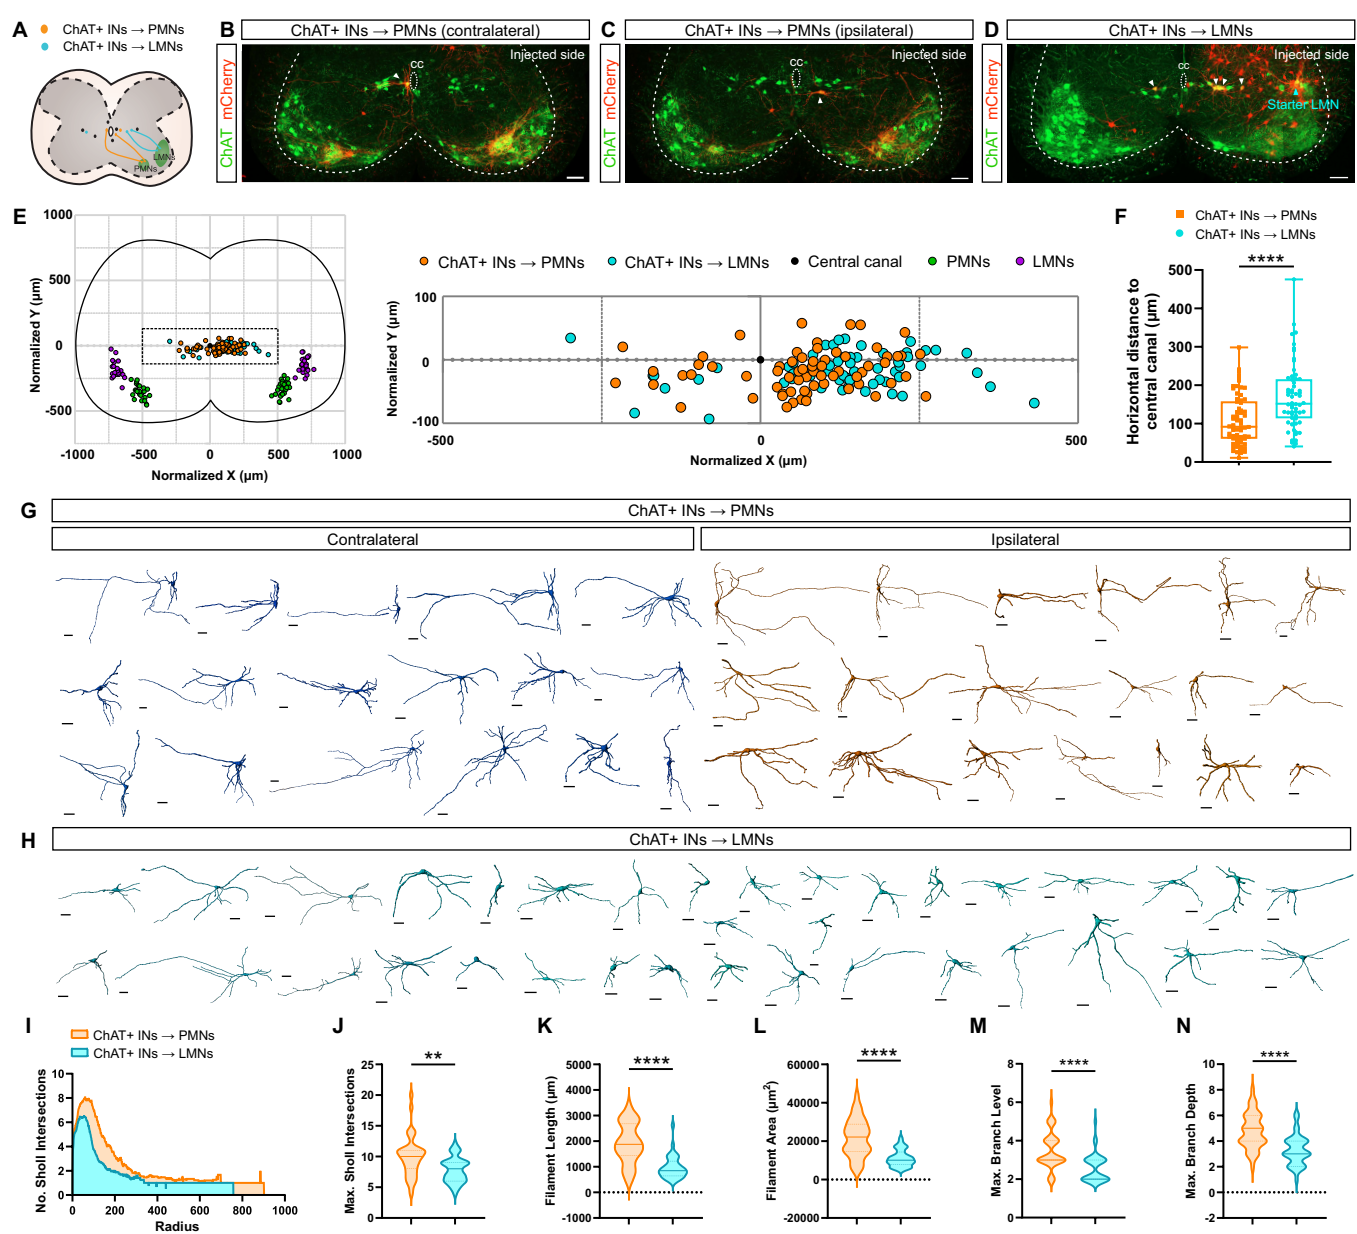 A
ChAT+ INs → PMNs
ChAT+ INs → LMNs
LMNs
PMNs
B
ChAT+ INs → PMNs (contralateral)
ChAT mCherry
cc
Injected side
C
ChAT+ INs → PMNs (ipsilateral)
ChAT mCherry
cc
Injected side
D
ChAT+ INs → LMNs
ChAT mCherry
cc
Injected side
Starter LMN
E
Normalized Y (µm)
1000
500
0
-500
-1000
-500
0
500
1000
Normalized X (µm)
ChAT+ INs → PMNs
ChAT+ INs → LMNs
Central canal
PMNs
LMNs
Normalized Y (µm)
100
0
-100
-500
0
500
Normalized X (µm)
F
ChAT+ INs → PMNs
ChAT+ INs → LMNs
Horizontal distance to
central canal (µm)
500
400
300
200
100
0
****
G
ChAT+ INs → PMNs
Contralateral
Ipsilateral
H
ChAT+ INs → LMNs
I
ChAT+ INs → PMNs
ChAT+ INs → LMNs
No. Sholl Intersections
10
8
6
4
2
0
0
200
400
600
800
1000
Radius
J
Max. Sholl Intersections
25
20
15
10
5
0
**
K
Filament Length (µm)
5000
4000
3000
2000
1000
0
-1000
****
L
Filament Area (µm²)
60000
40000
20000
0
-20000
****
M
Max. Branch Level
8
6
4
2
0
****
N
Max. Branch Depth
10
8
6
4
2
0
-2
****